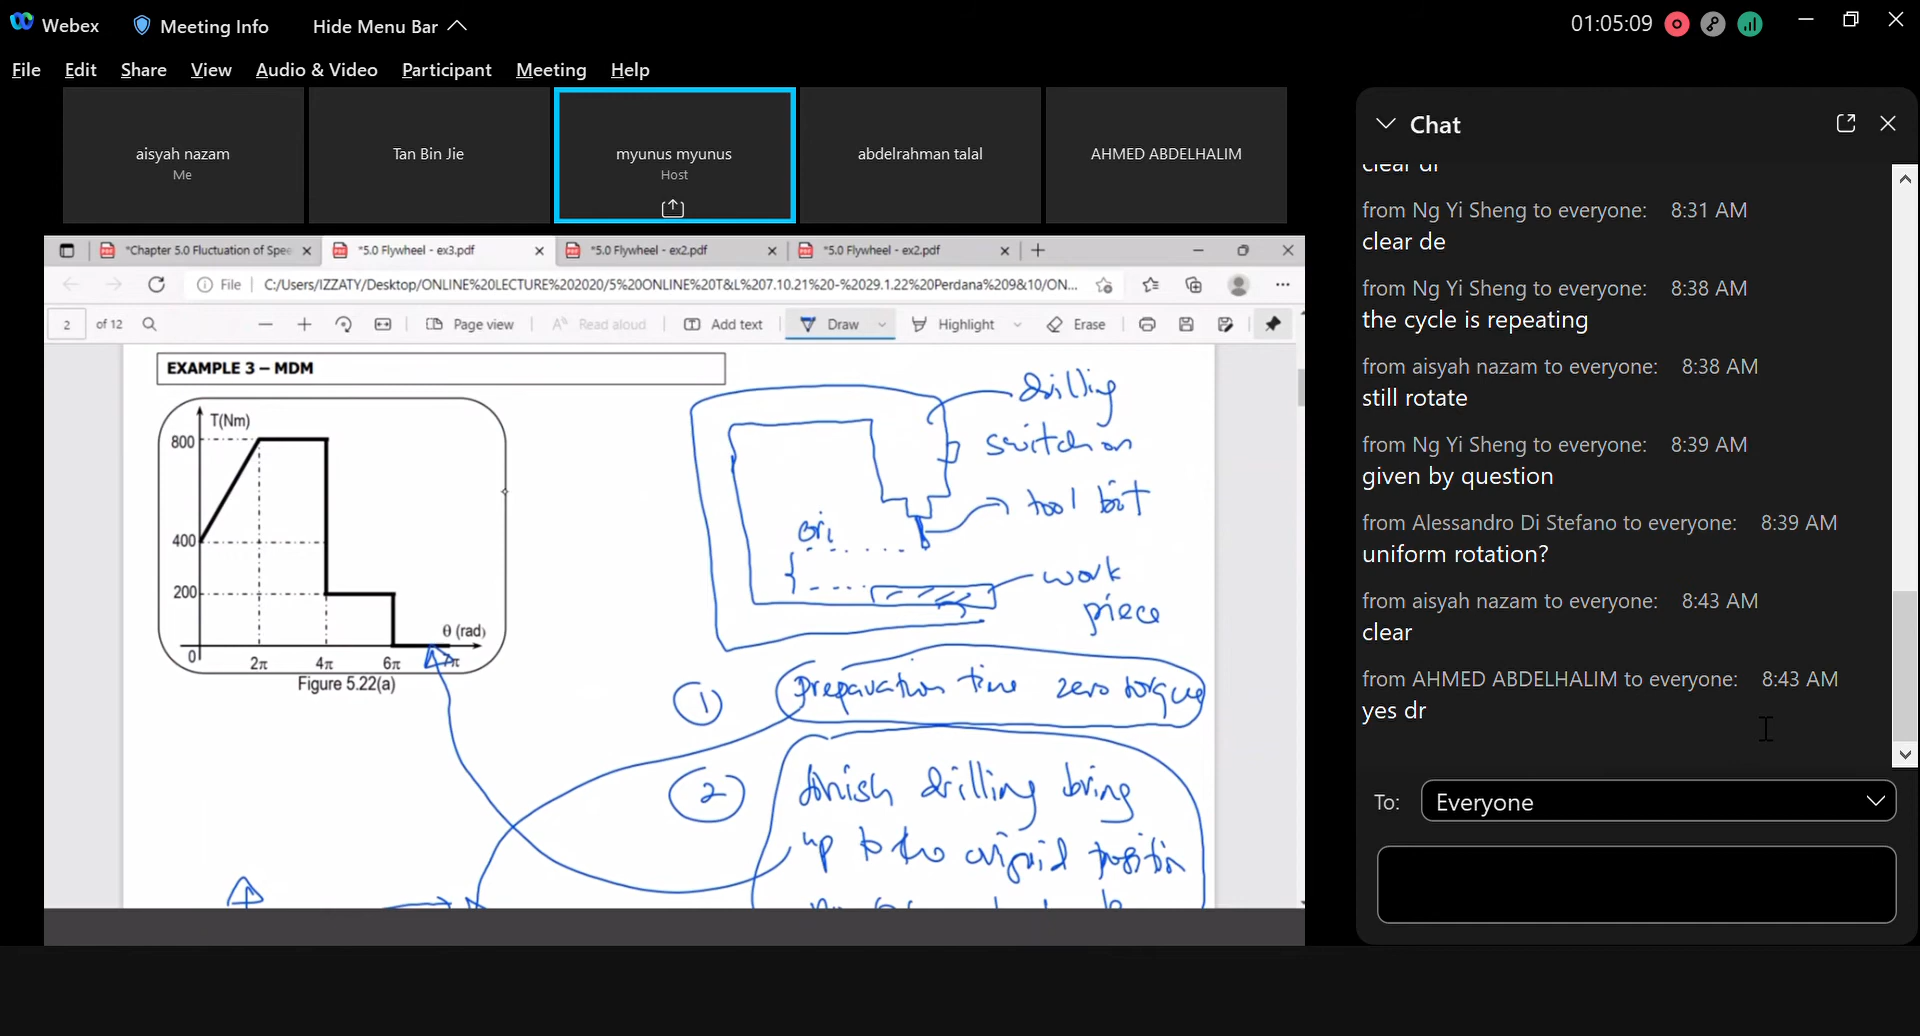 Webex
Meeting Info
Hide Menu Bar
01:05:09
File Edit Share View Audio & Video Participant Meeting Help
aisyah nazam
Me
Tan Bin Jie
myunus myunus
Host
abdelrahman talal
AHMED ABDELHALIM
*Chapter 5.0 Fluctuation of Spee
*5.0 Flywheel - ex3.pdf
*5.0 Flywheel - ex2.pdf
*5.0 Flywheel - ex2.pdf
File
C:/Users/IZZATY/Desktop/ONLINE%20LECTURE%202020/5%20ONLINE%20T&L%207.10.21%20-%2029.1.22%20Perdana%209&10/ON...
2 of 12
Page view
Read aloud
Add text
Draw
Highlight
Erase
EXAMPLE 3 – MDM
T(Nm)
800
400
200
0
θ (rad)
2π 4π 6π
Figure 5.22(a)
drilling
switch on
tool bit
ori
work
piece
1
preparation time zero torque
2
finish drilling bring
up to the original position
Chat
clear dr
from Ng Yi Sheng to everyone: 8:31 AM
clear de
from Ng Yi Sheng to everyone: 8:38 AM
the cycle is repeating
from aisyah nazam to everyone: 8:38 AM
still rotate
from Ng Yi Sheng to everyone: 8:39 AM
given by question
from Alessandro Di Stefano to everyone: 8:39 AM
uniform rotation?
from aisyah nazam to everyone: 8:43 AM
clear
from AHMED ABDELHALIM to everyone: 8:43 AM
yes dr
To: Everyone